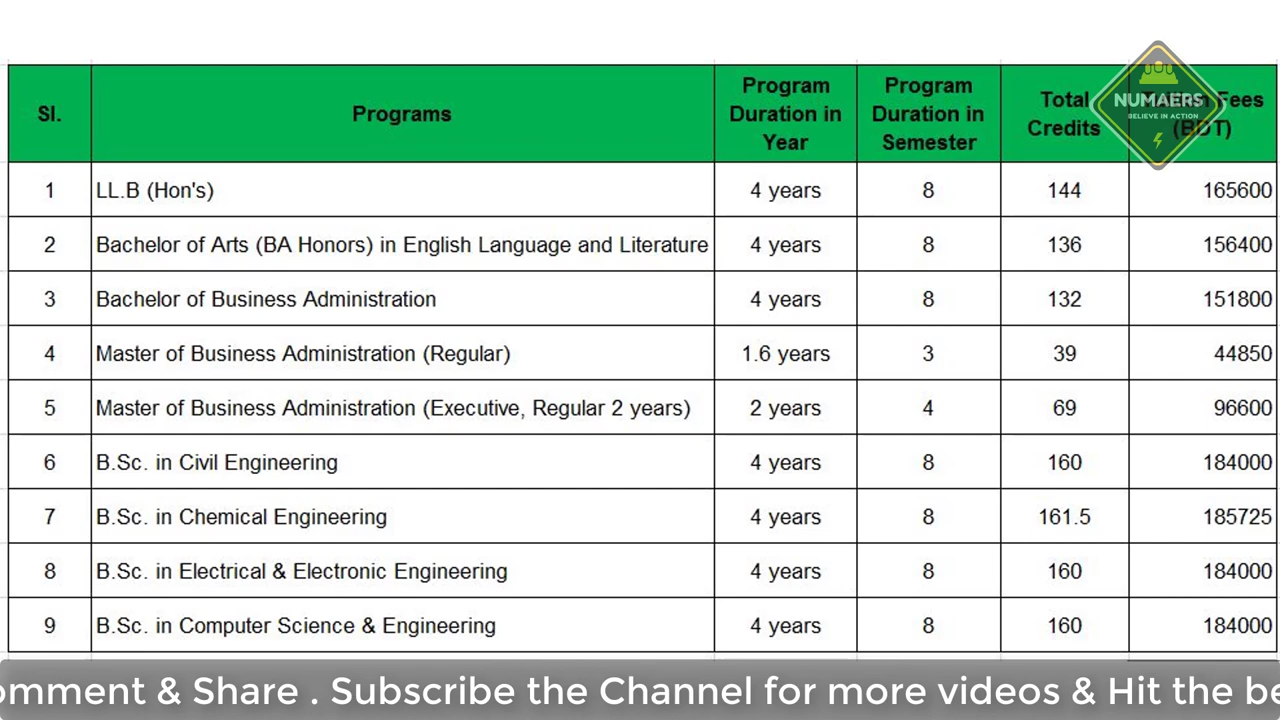 Sl. Programs Program Duration in Year Program Duration in Semester Total Credits Fees (BDT)
1 LL.B (Hon's) 4 years 8 144 165600
2 Bachelor of Arts (BA Honors) in English Language and Literature 4 years 8 136 156400
3 Bachelor of Business Administration 4 years 8 132 151800
4 Master of Business Administration (Regular) 1.6 years 3 39 44850
5 Master of Business Administration (Executive, Regular 2 years) 2 years 4 69 96600
6 B.Sc. in Civil Engineering 4 years 8 160 184000
7 B.Sc. in Chemical Engineering 4 years 8 161.5 185725
8 B.Sc. in Electrical & Electronic Engineering 4 years 8 160 184000
9 B.Sc. in Computer Science & Engineering 4 years 8 160 184000
NUMAERS
BELIEVE IN ACTION
omment & Share . Subscribe the Channel for more videos & Hit the be